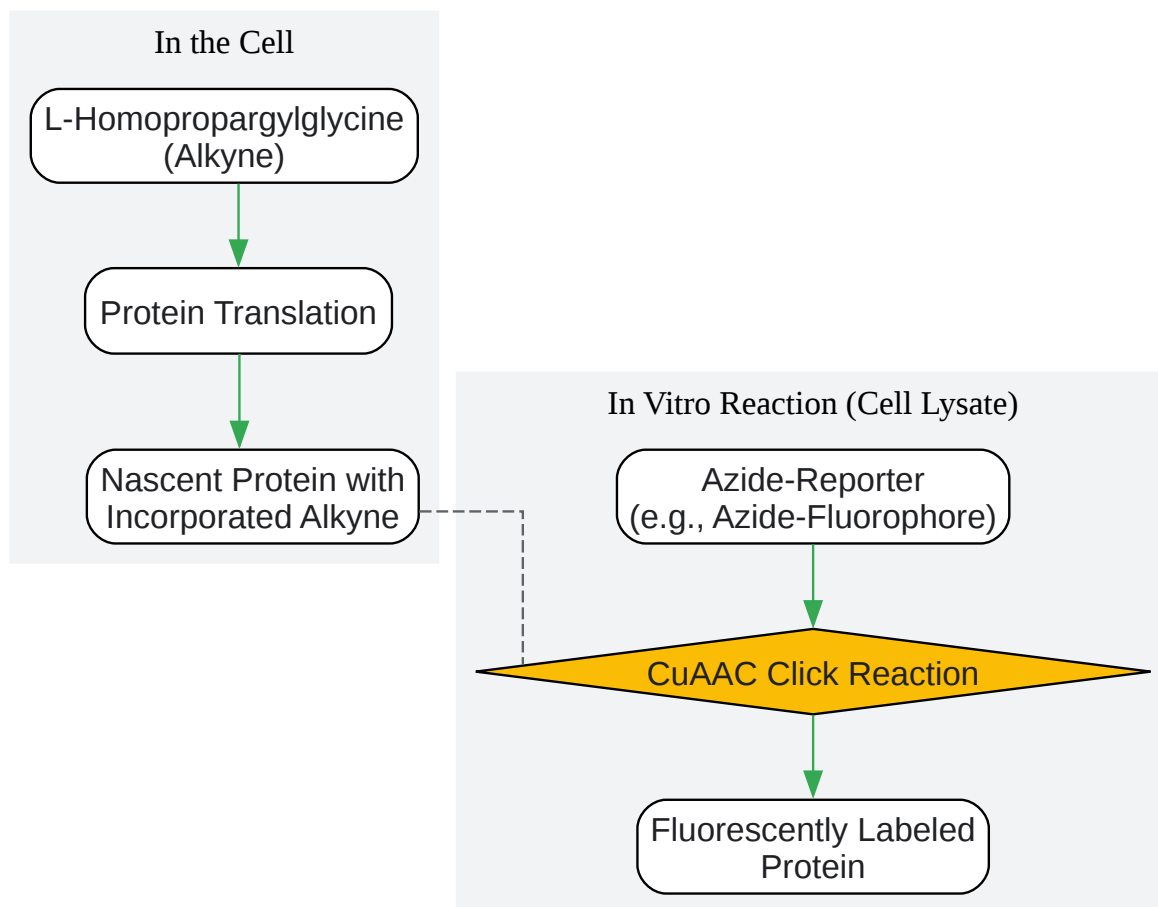 In the Cell
L-Homopropargylglycine
(Alkyne)
Protein Translation
Nascent Protein with
Incorporated Alkyne
In Vitro Reaction (Cell Lysate)
Azide-Reporter
(e.g., Azide-Fluorophore)
CuAAC Click Reaction
Fluorescently Labeled
Protein